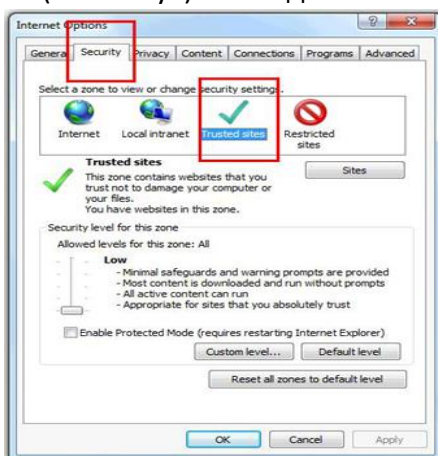 Internet Options
General Security Privacy Content Connections Programs Advanced
Select a zone to view or change security settings.
Internet Local intranet Trusted sites Restricted sites
Trusted sites
Sites
This zone contains websites that you
trust not to damage your computer or
your files.
You have websites in this zone.
Security level for this zone
Allowed levels for this zone: All
Low
- Minimal safeguards and warning prompts are provided
- Most content is downloaded and run without prompts
- All active content can run
- Appropriate for sites that you absolutely trust
Enable Protected Mode (requires restarting Internet Explorer)
Custom level... Default level
Reset all zones to default level
OK Cancel Apply